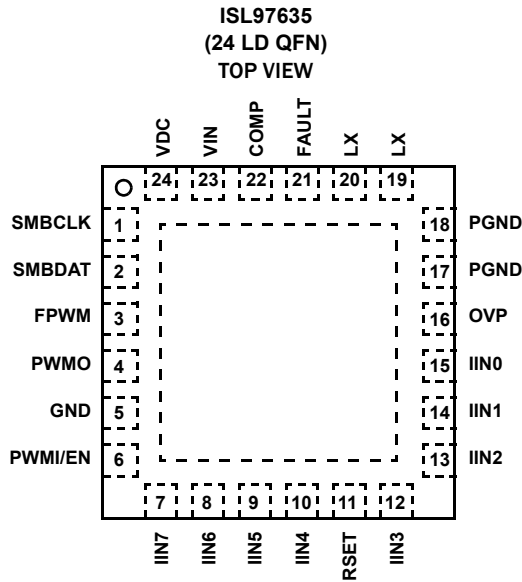 ISL97635
(24 LD QFN)
TOP VIEW
VDC
VIN
COMP
FAULT
LX
LX
24
23
22
21
20
19
SMBCLK 1
SMBDAT 2
FPWM 3
PWMO 4
GND 5
PWMI/EN 6
18 PGND
17 PGND
16 OVP
15 IIN0
14 IIN1
13 IIN2
7
8
9
10
11
12
IIN7
IIN6
IIN5
IIN4
RSET
IIN3